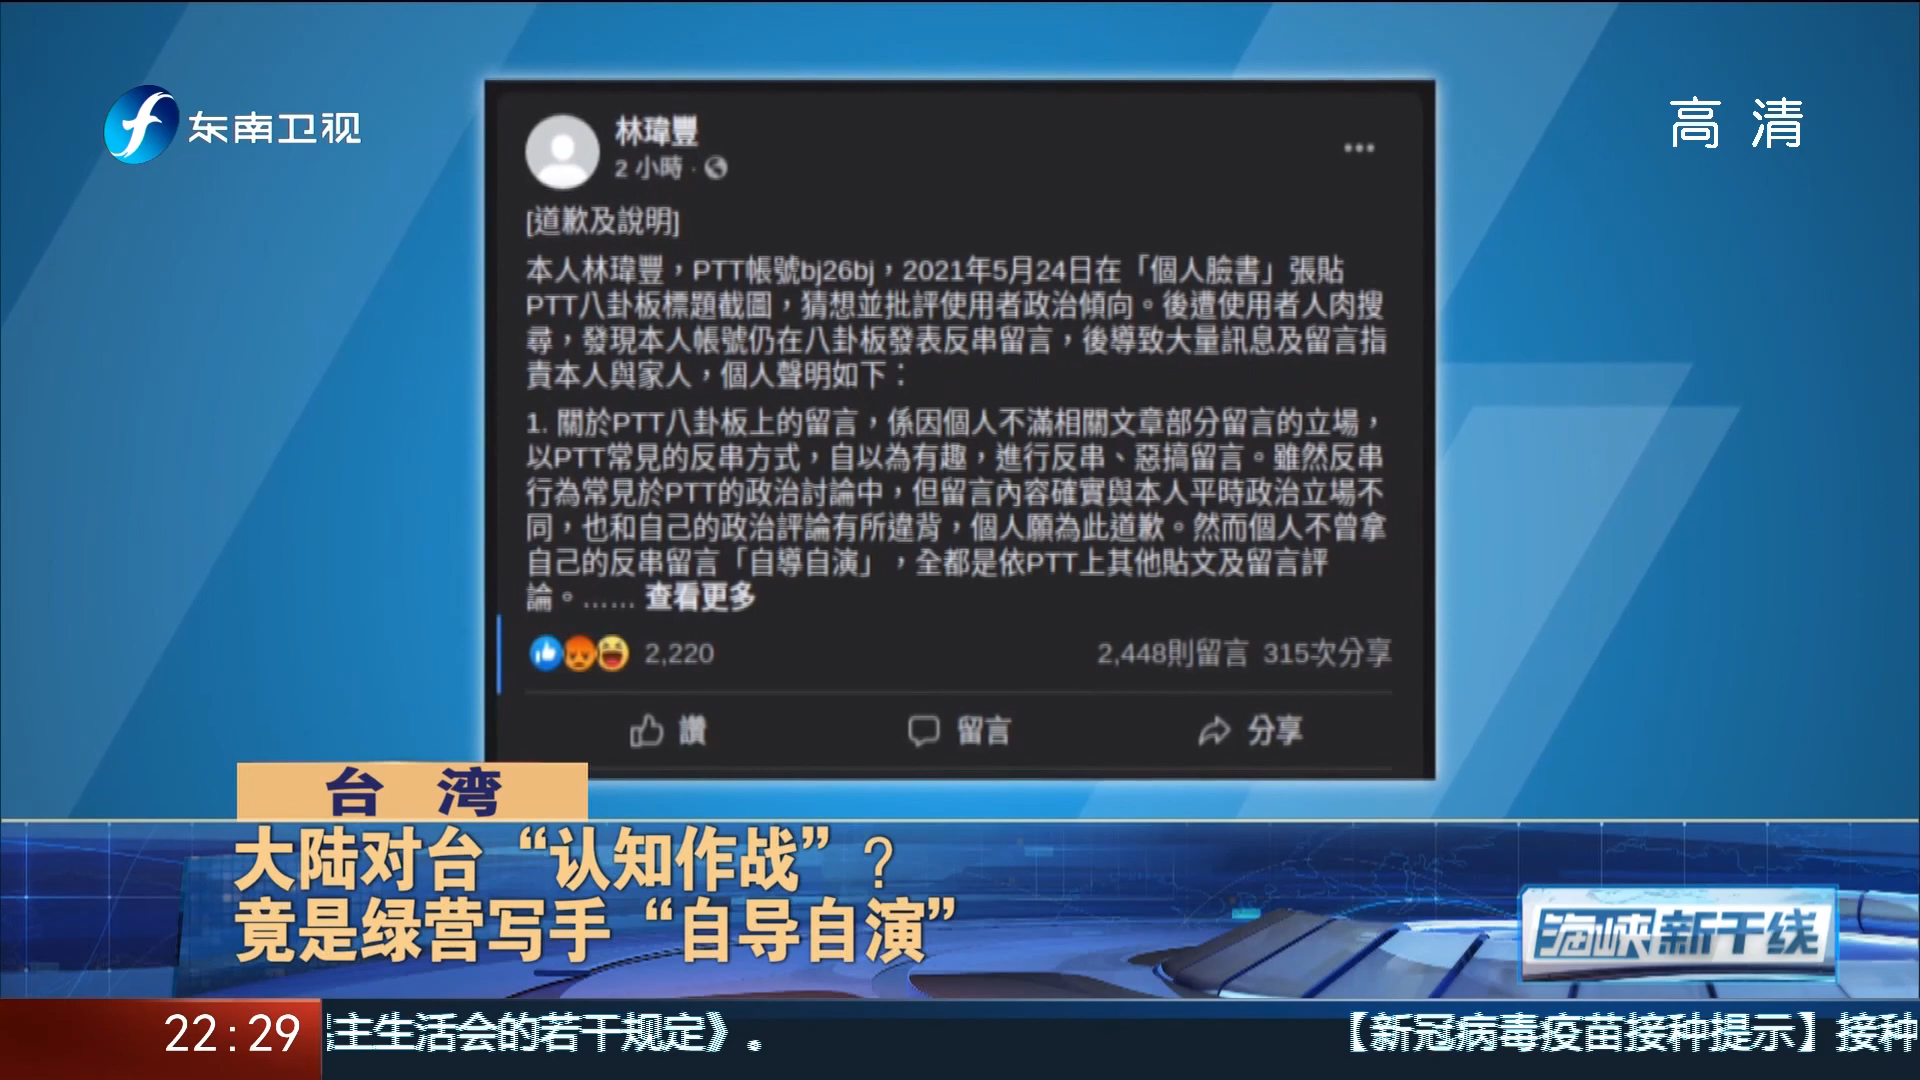 东南卫视
高清
林瑋豐
2 小時
[道歉及說明]
本人林瑋豐，PTT帳號bj26bj，2021年5月24日在「個人臉書」張貼
PTT八卦板標題截圖，猜想並批評使用者政治傾向。後遭使用者人肉搜
尋，發現本人帳號仍在八卦板發表反串留言，後導致大量訊息及留言指
責本人與家人，個人聲明如下：
1. 關於PTT八卦板上的留言，係因個人不滿相關文章部分留言的立場，
以PTT常見的反串方式，自以為有趣，進行反串、惡搞留言。雖然反串
行為常見於PTT的政治討論中，但留言內容確實與本人平時政治立場不
同，也和自己的政治評論有所違背，個人願為此道歉。然而個人不曾拿
自己的反串留言「自導自演」，全都是依PTT上其他貼文及留言評
論。…… 查看更多
2,220
2,448則留言 315次分享
讚
留言
分享
台湾
大陆对台“认知作战”？
竟是绿营写手“自导自演”
海峡新干线
22:29
主生活会的若干规定》。
【新冠病毒疫苗接种提示】接种